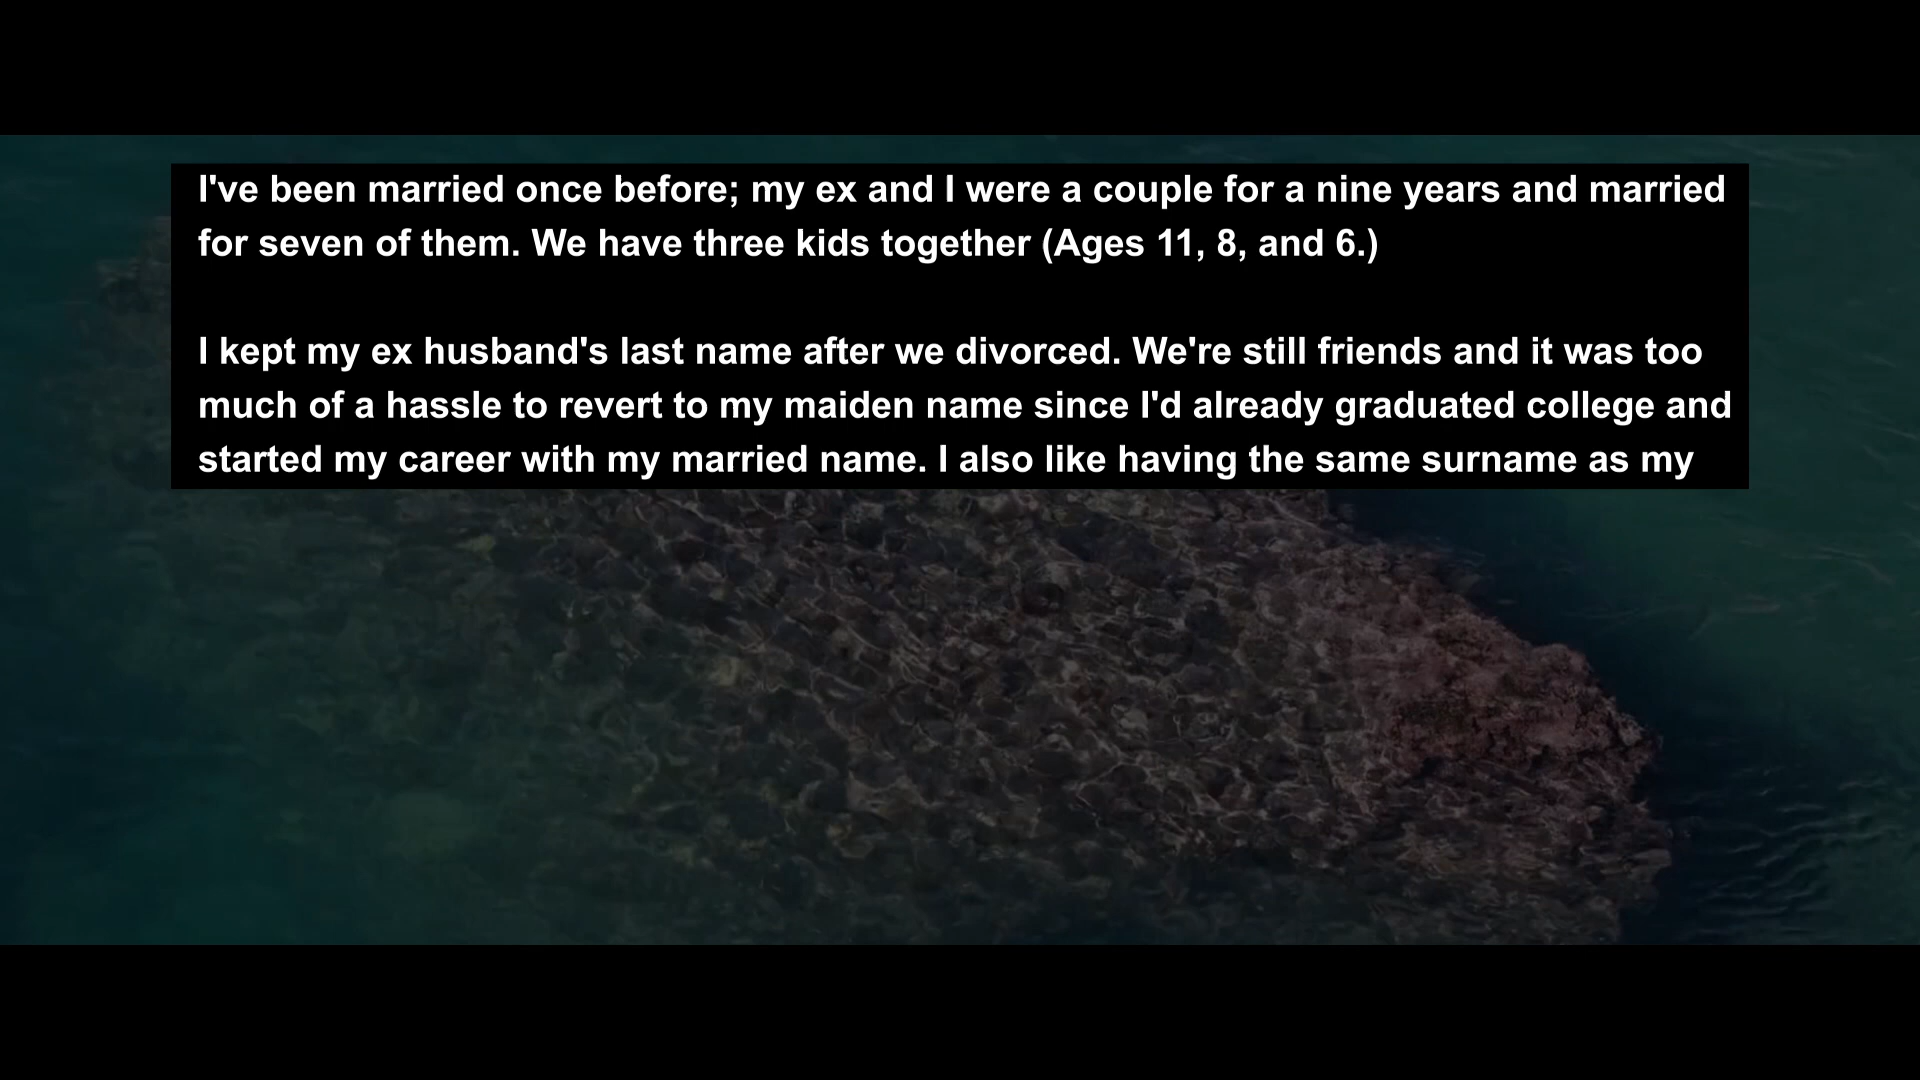 I've been married once before; my ex and I were a couple for a nine years and married
for seven of them. We have three kids together (Ages 11, 8, and 6.)
I kept my ex husband's last name after we divorced. We're still friends and it was too
much of a hassle to revert to my maiden name since I'd already graduated college and
started my career with my married name. I also like having the same surname as my